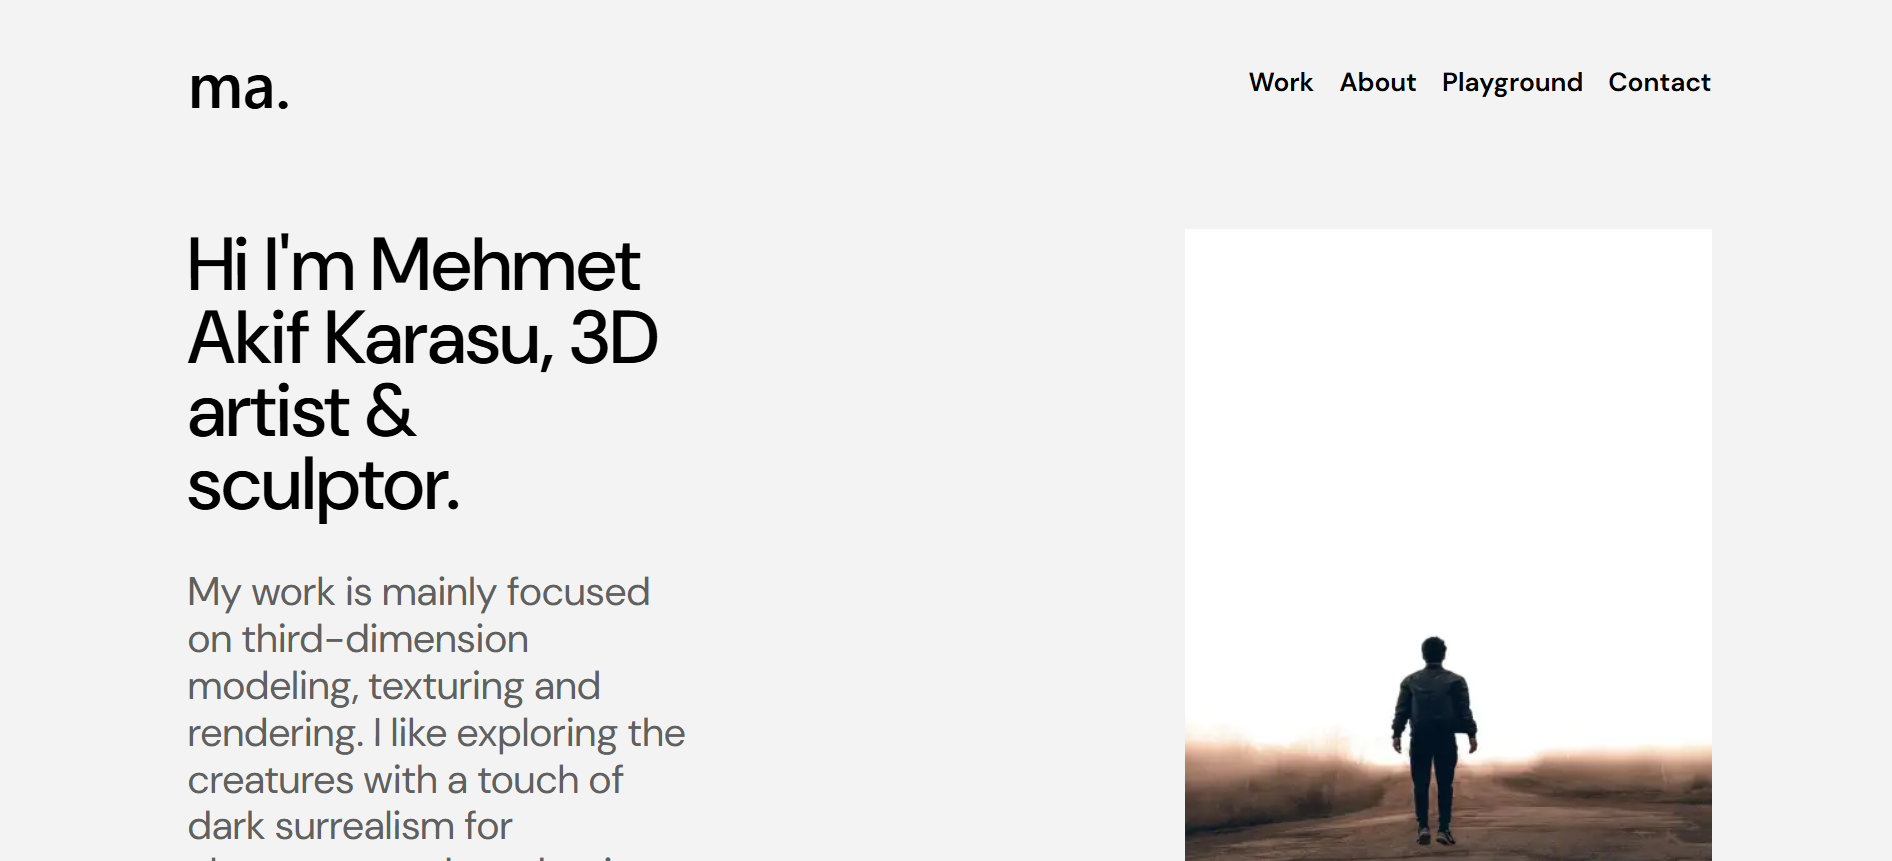 ma.
Work About Playground Contact
Hi I'm Mehmet
Akif Karasu, 3D
artist &
sculptor.
My work is mainly focused
on third-dimension
modeling, texturing and
rendering. I like exploring the
creatures with a touch of
dark surrealism for